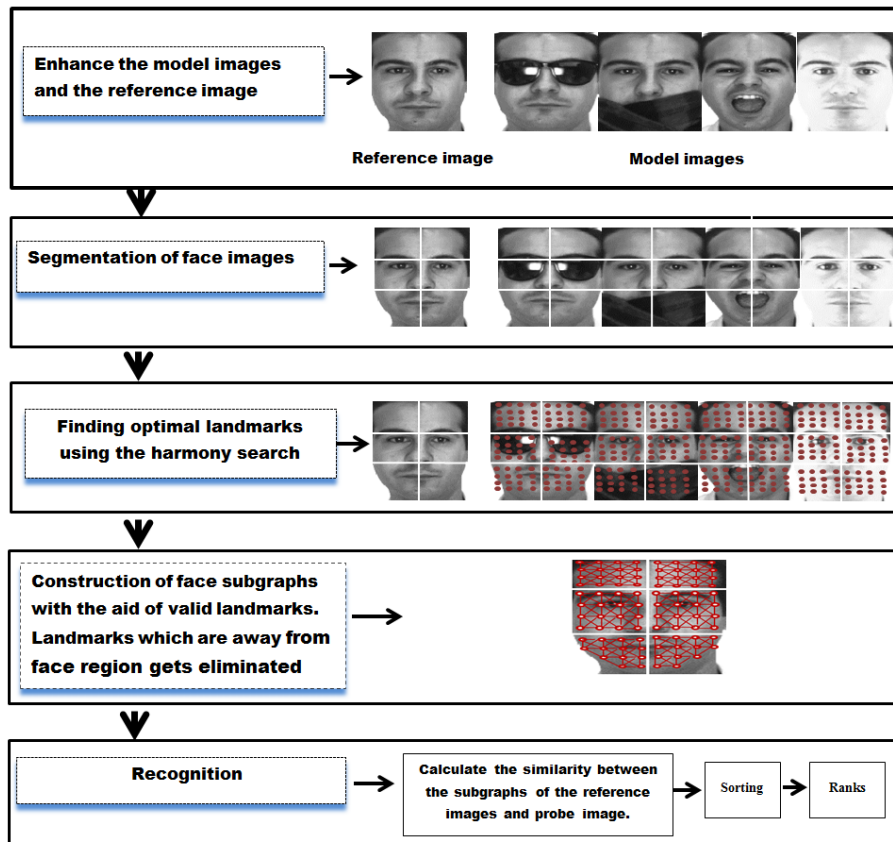 Enhance the model images
and the reference image
Reference image
Model images
Segmentation of face images
Finding optimal landmarks
using the harmony search
Construction of face subgraphs
with the aid of valid landmarks.
Landmarks which are away from
face region gets eliminated
Recognition
Calculate the similarity between
the subgraphs of the reference
images and probe image.
Sorting
Ranks